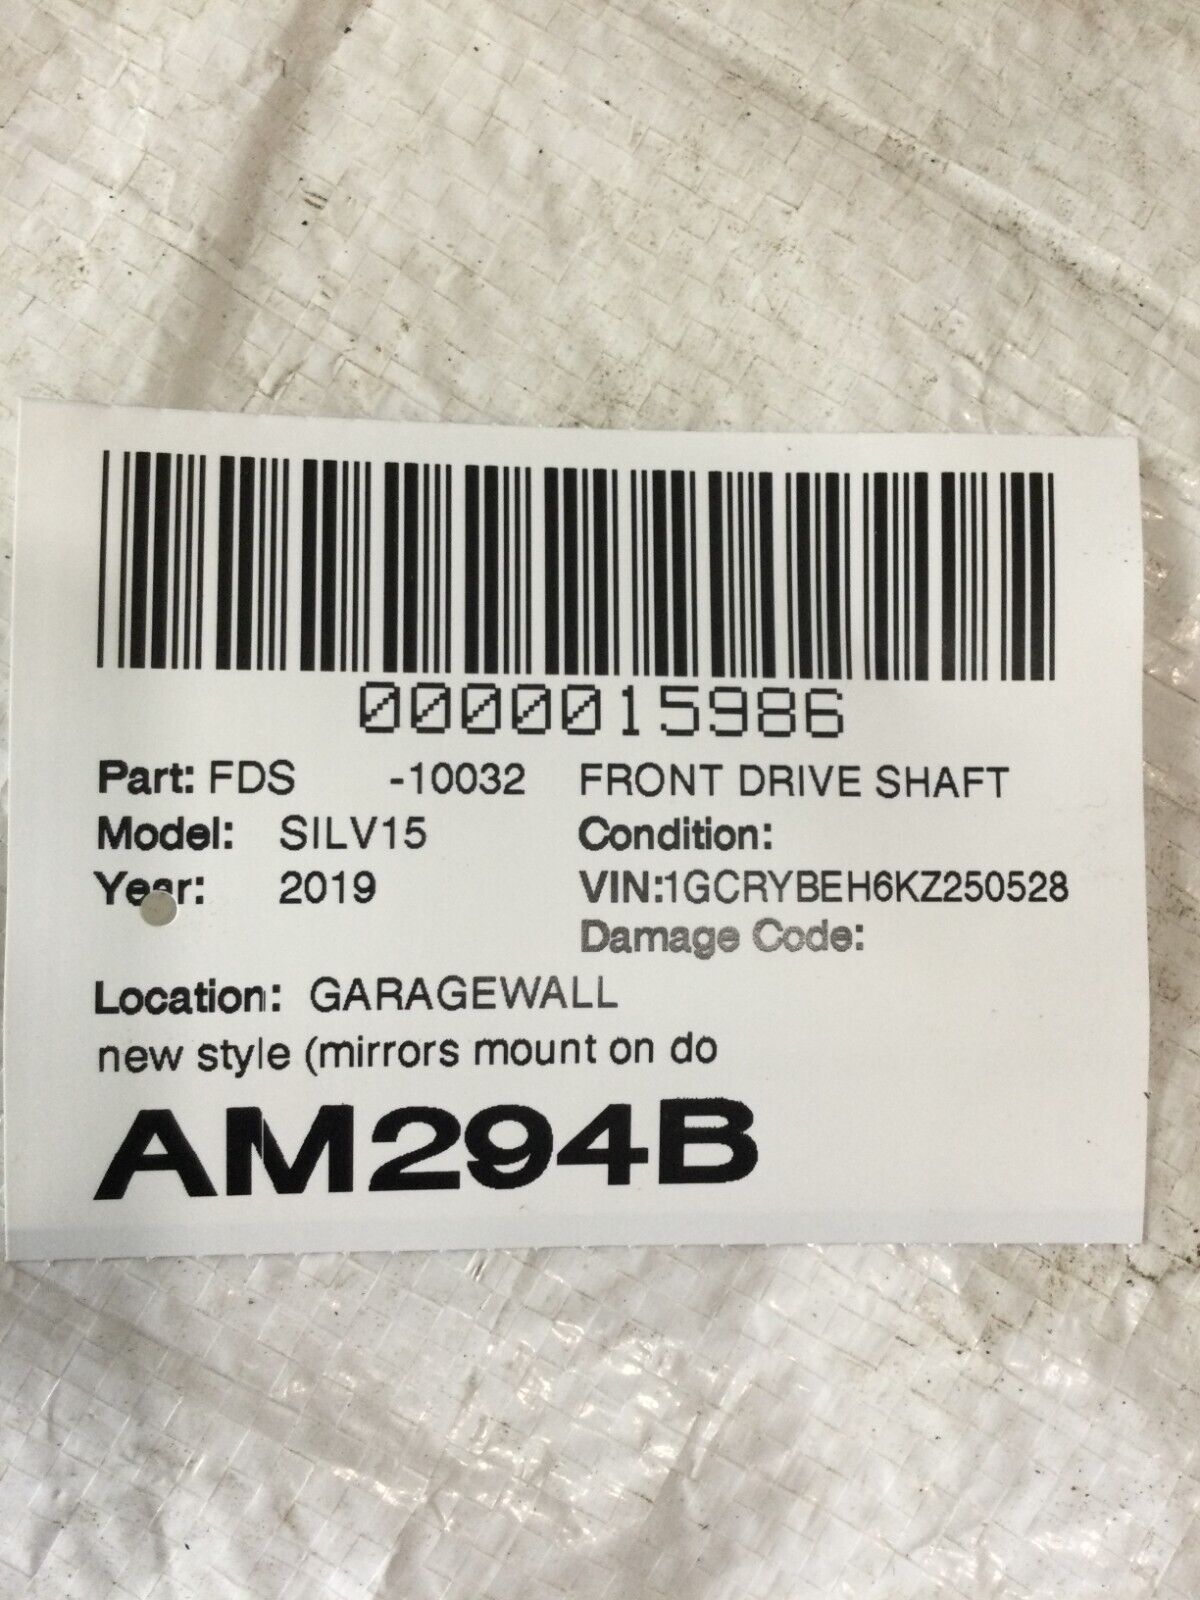 0000015986
Part: FDS -10032 FRONT DRIVE SHAFT
Model: SILV15 Condition:
Year: 2019 VIN:1GCRYBEH6KZ250528
Damage Code:
Location: GARAGEWALL
new style (mirrors mount on do
AM294B